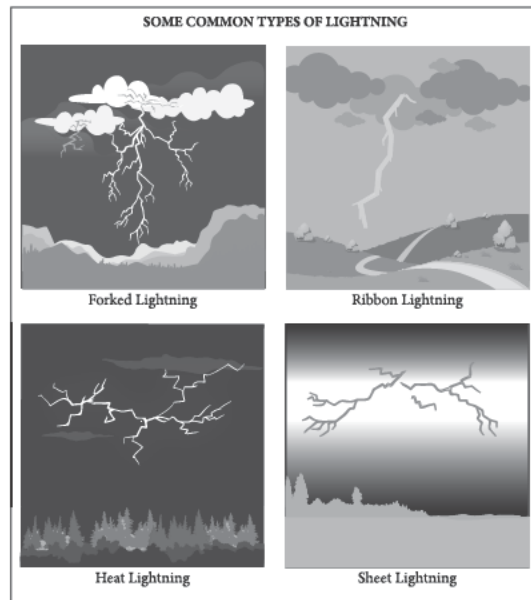 SOME COMMON TYPES OF LIGHTNING
Forked Lightning
Ribbon Lightning
Heat Lightning
Sheet Lightning